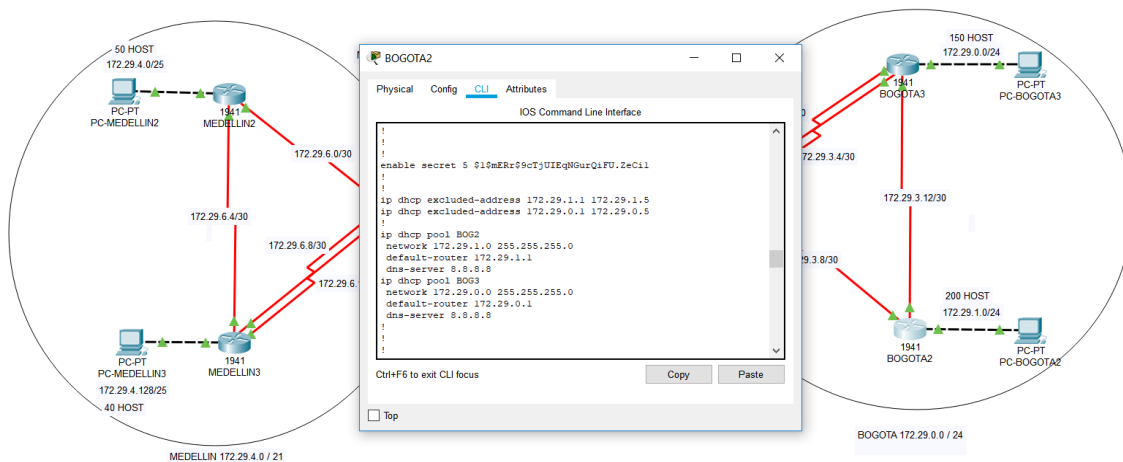 50 HOST
172.29.4.0/25
PC-PT
PC-MEDELLIN2
1941
MEDELLIN2
172.29.6.0/30
172.29.6.4/30
172.29.6.8/30
172.29.6.
PC-PT
PC-MEDELLIN3
172.29.4.128/25
40 HOST
1941
MEDELLIN3
MEDELLIN 172.29.4.0 / 21
BOGOTA2
Physical Config CLI Attributes
IOS Command Line Interface
!
!
!
enable secret 5 $1$mERr$9cTjUIEqNGurQiFU.ZeCi1
!
!
ip dhcp excluded-address 172.29.1.1 172.29.1.5
ip dhcp excluded-address 172.29.0.1 172.29.0.5
!
ip dhcp pool BOG2
network 172.29.1.0 255.255.255.0
default-router 172.29.1.1
dns-server 8.8.8.8
ip dhcp pool BOG3
network 172.29.0.0 255.255.255.0
default-router 172.29.0.1
dns-server 8.8.8.8
!
!
!
Ctrl+F6 to exit CLI focus
Copy Paste
Top
150 HOST
172.29.0.0/24
1941
BOGOTA3
PC-PT
PC-BOGOTA3
172.29.3.4/30
172.29.3.12/30
29.3.8/30
200 HOST
172.29.1.0/24
1941
BOGOTA2
PC-PT
PC-BOGOTA2
BOGOTA 172.29.0.0 / 24